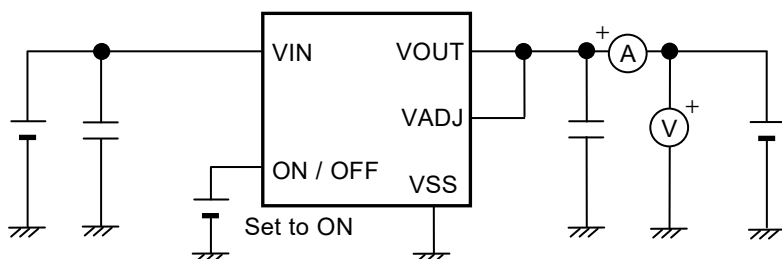 VIN
VOUT
+
A
VADJ
V
+
ON / OFF
VSS
Set to ON